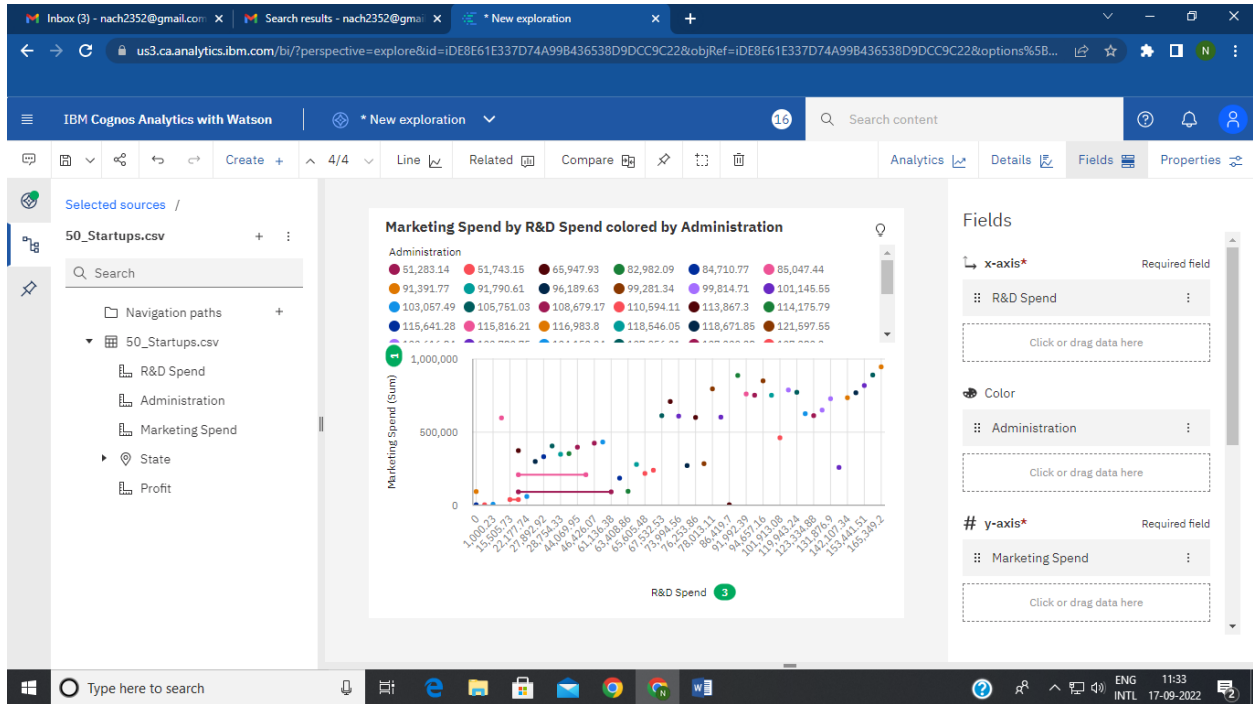 Inbox (3) - nach2352@gmail.com
Search results - nach2352@gmai
* New exploration
us3.ca.analytics.ibm.com/bi/?perspective=explore&id=iDE8E61E337D74A99B436538D9DCC9C22&objRef=iDE8E61E337D74A99B436538D9DCC9C22&options%5B...
N
IBM Cognos Analytics with Watson
* New exploration
16
Search content
Create +
4/4
Line
Related
Compare
Analytics
Details
Fields
Properties
Selected sources /
50_Startups.csv
Search
Navigation paths
50_Startups.csv
R&D Spend
Administration
Marketing Spend
State
Profit
Marketing Spend by R&D Spend colored by Administration
Administration
51,283.14 51,743.15 65,947.93 82,982.09 84,710.77 85,047.44
91,391.77 91,790.61 96,189.63 99,281.34 99,814.71 101,145.55
103,057.49 105,751.03 108,679.17 110,594.11 113,867.3 114,175.79
115,641.28 115,816.21 116,983.8 118,546.05 118,671.85 121,597.55
1
Marketing Spend (Sum)
1,000,000
500,000
0
0
1,000.23
15,505.73
22,177.74
27,892.92
28,754.33
44,069.95
46,426.07
61,136.38
63,408.86
65,605.48
67,532.53
73,994.56
76,253.86
78,013.11
86,419.7
91,992.39
94,657.16
101,913.08
119,943.24
123,334.88
131,876.9
142,107.34
153,441.51
165,349.2
R&D Spend 3
Fields
x-axis*
Required field
R&D Spend
Click or drag data here
Color
Administration
Click or drag data here
y-axis*
Required field
Marketing Spend
Click or drag data here
Type here to search
ENG
INTL
11:33
17-09-2022
2